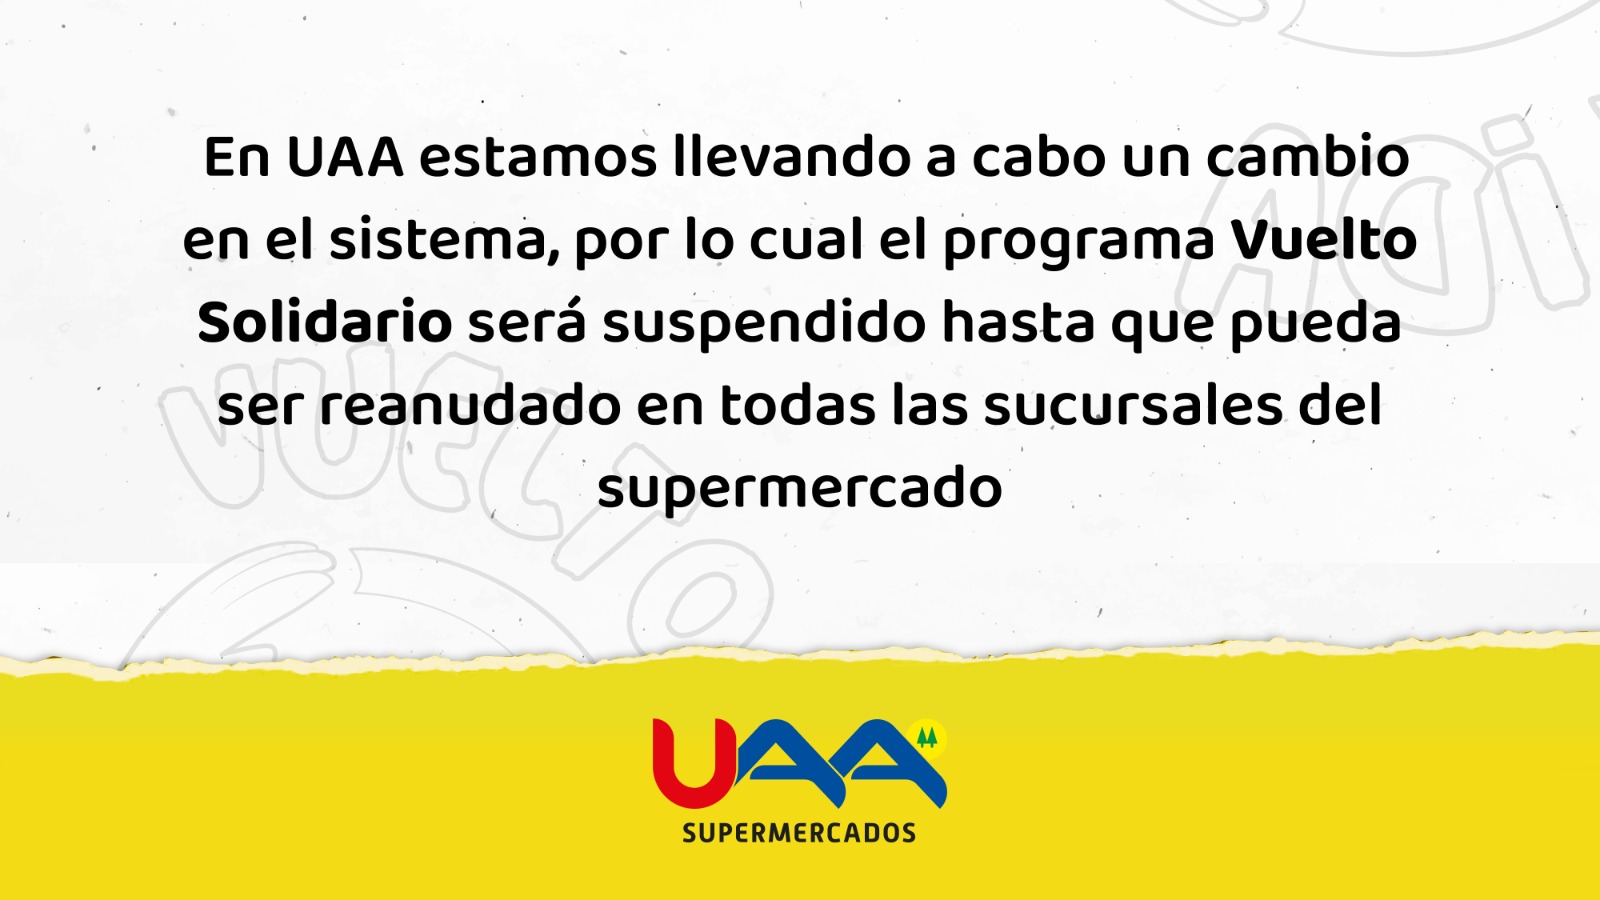 En UAA estamos llevando a cabo un cambio
en el sistema, por lo cual el programa Vuelto
Solidario será suspendido hasta que pueda
ser reanudado en todas las sucursales del
supermercado
VUELTO
UAA
SUPERMERCADOS